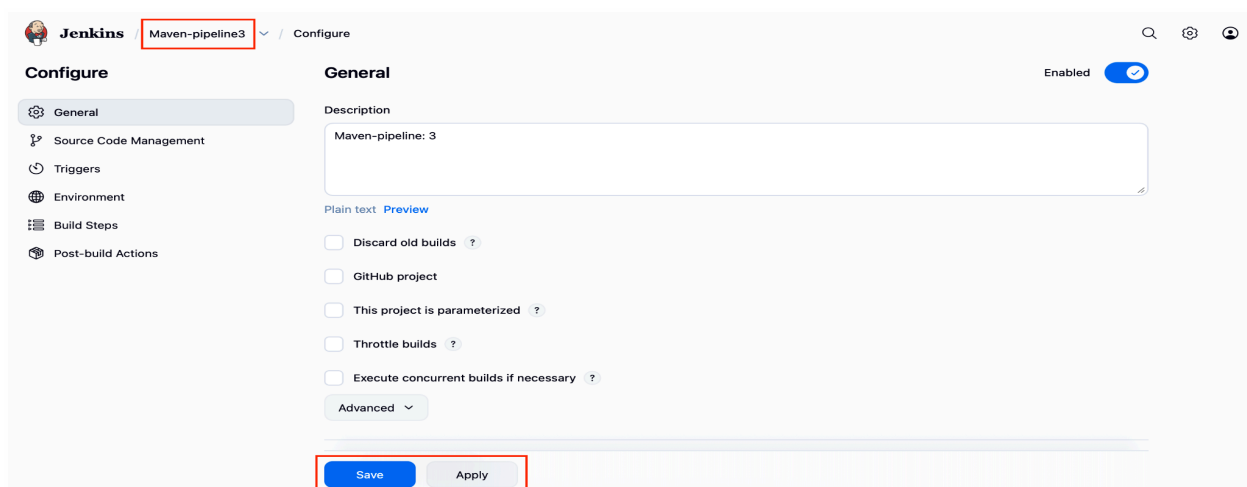 Jenkins / Maven-pipeline3 / Configure
Configure
General
Source Code Management
Triggers
Environment
Build Steps
Post-build Actions
General
Enabled
Description
Maven-pipeline: 3
Plain text Preview
Discard old builds ?
GitHub project
This project is parameterized ?
Throttle builds ?
Execute concurrent builds if necessary ?
Advanced
Save Apply